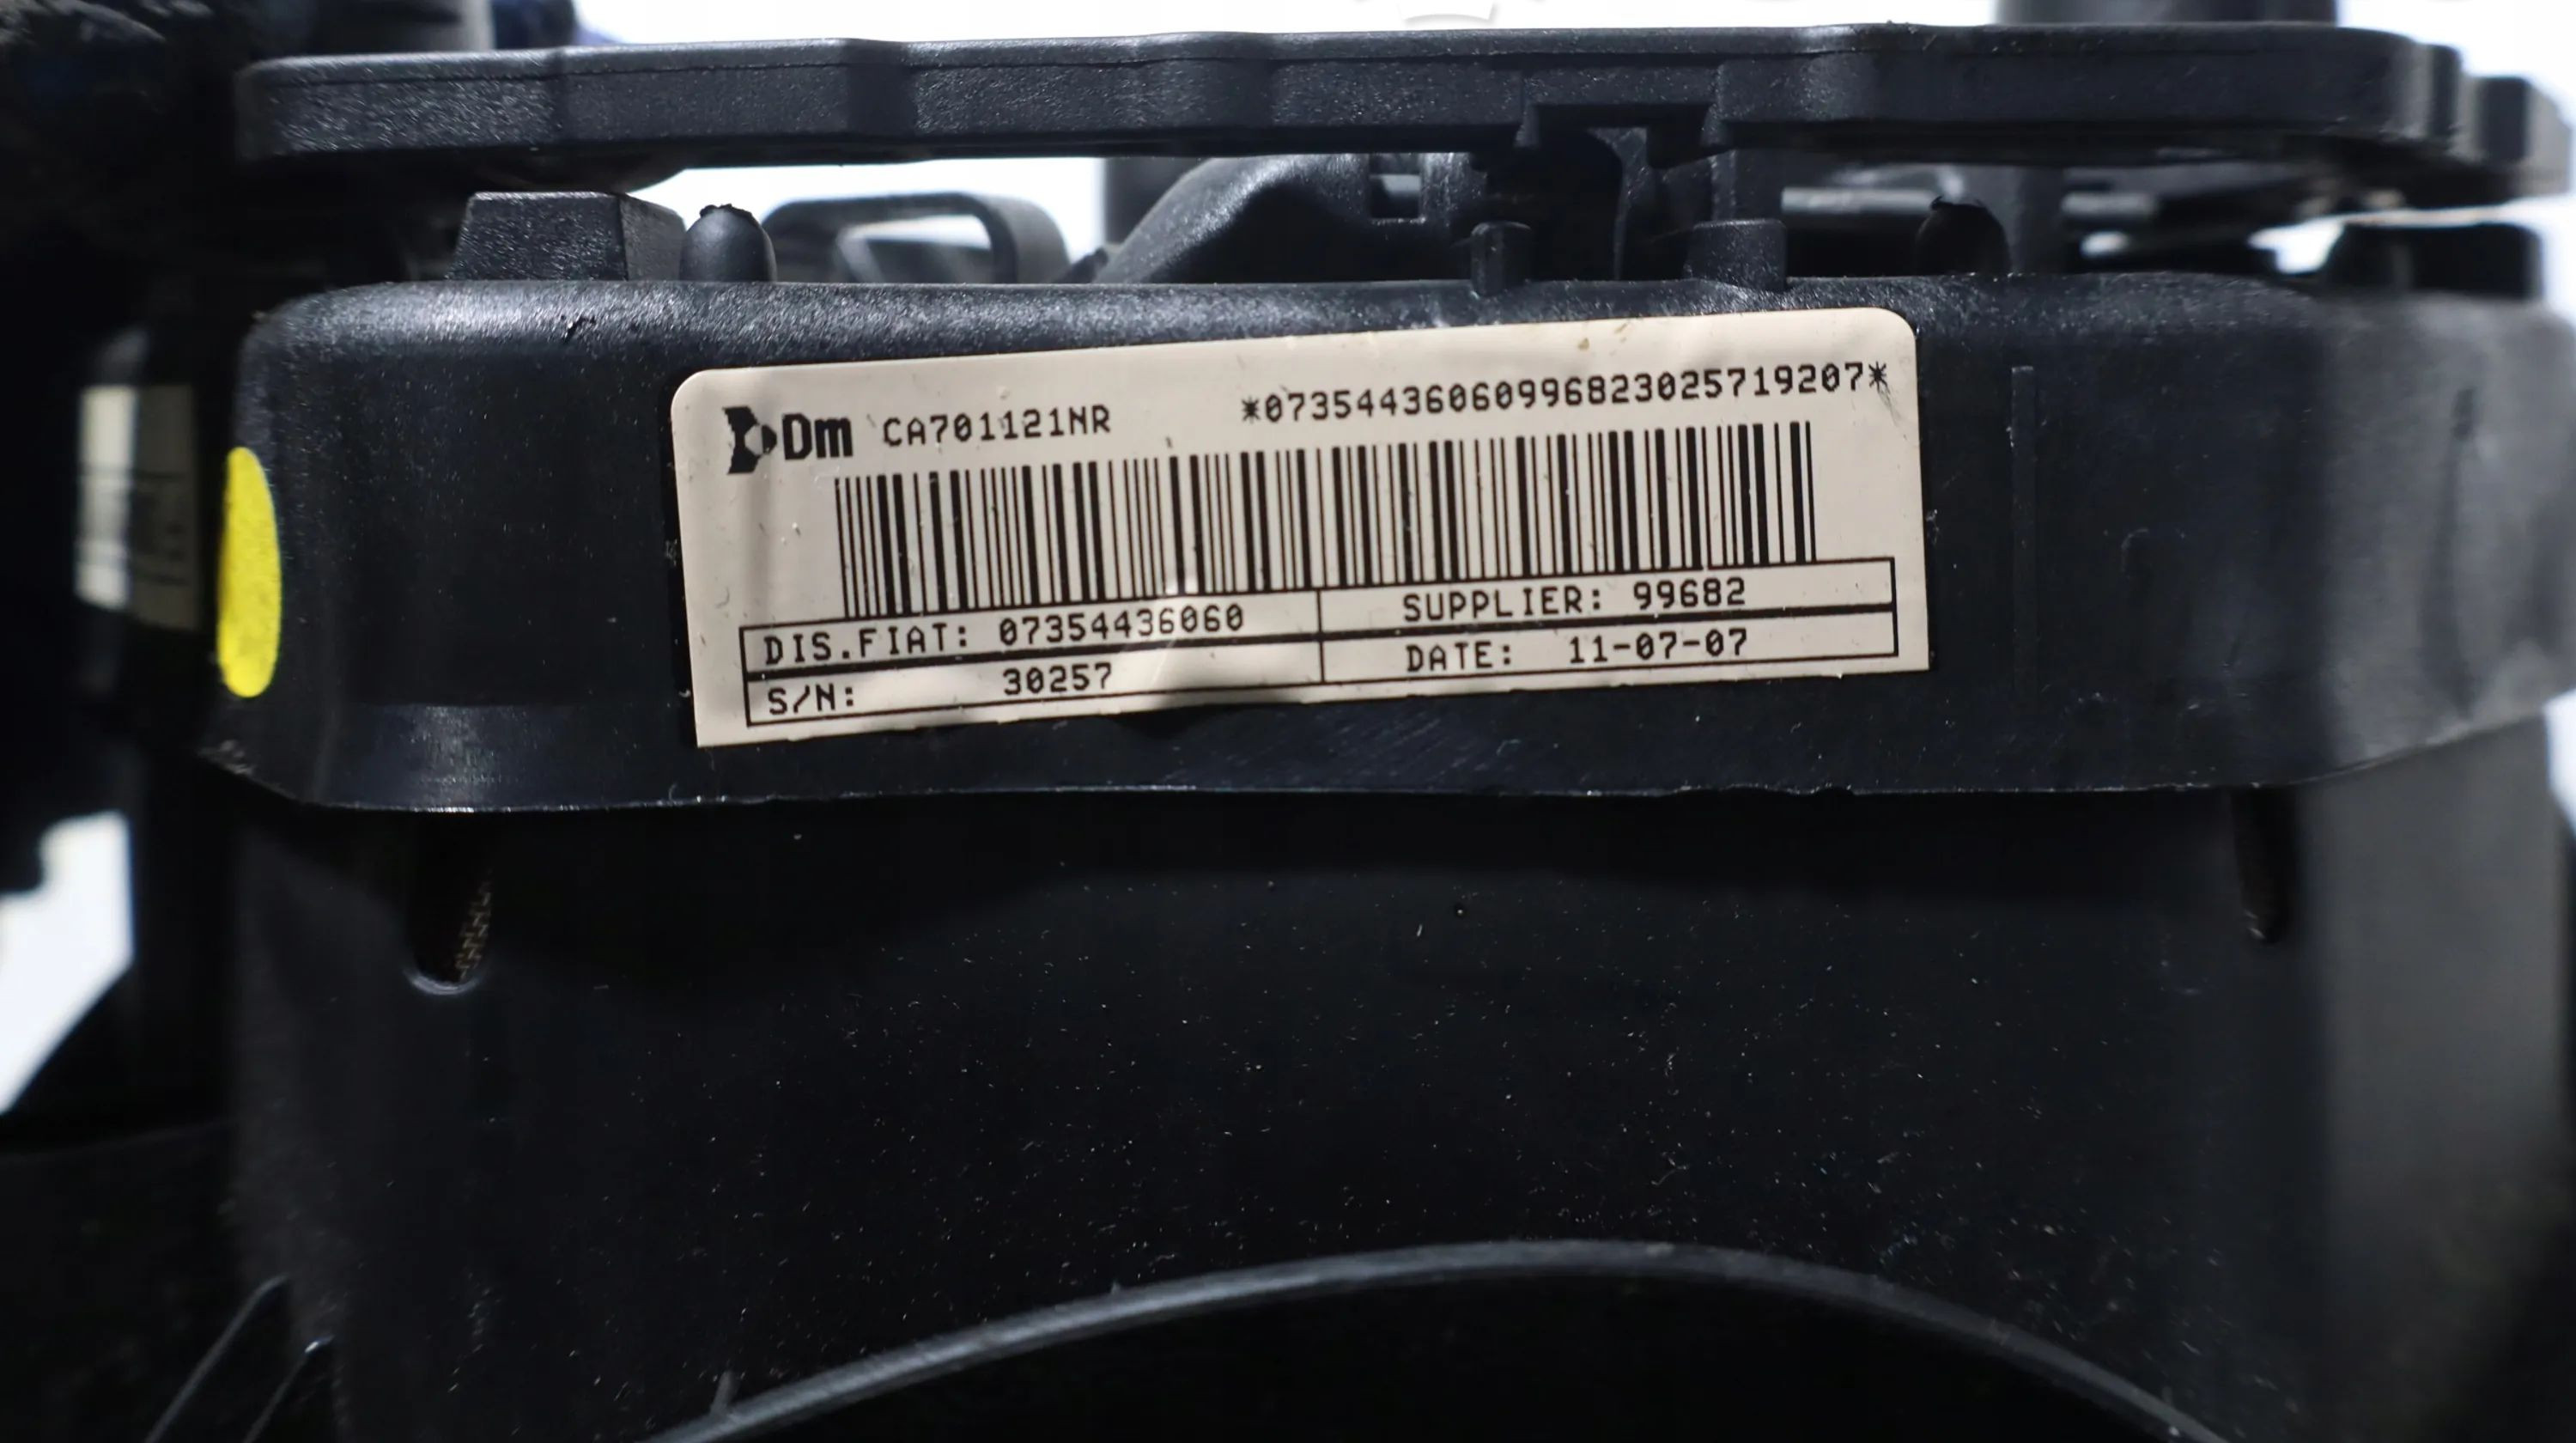 Dm CA701121NR *07354436060996823025719207*
DIS.FIAT: 07354436060 SUPPLIER: 99682
S/N: 30257 DATE: 11-07-07